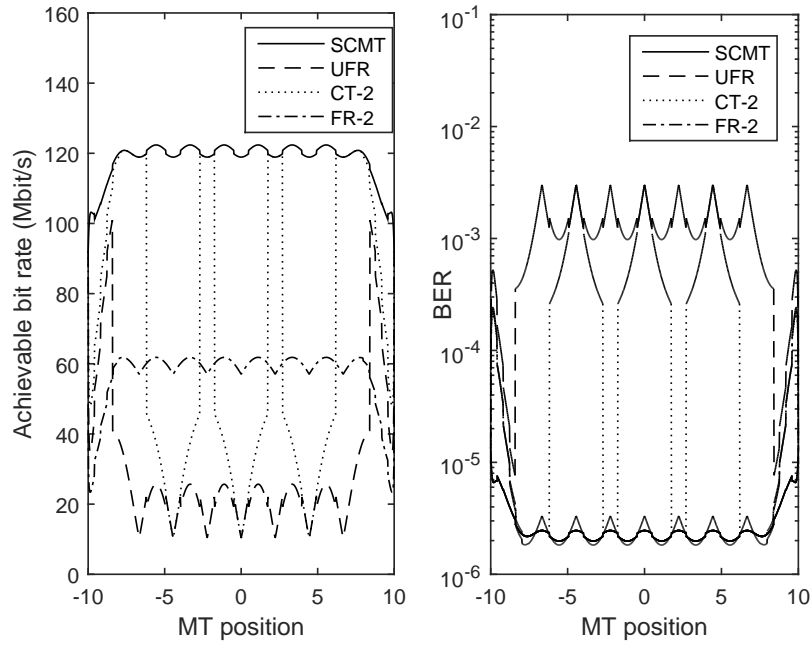 Achievable bit rate (Mbit/s)
160
140
120
100
80
60
40
20
0
-10
-5
0
5
10
MT position
SCMT
UFR
CT-2
FR-2
BER
10-1
10-2
10-3
10-4
10-5
10-6
-10
-5
0
5
10
MT position
SCMT
UFR
CT-2
FR-2